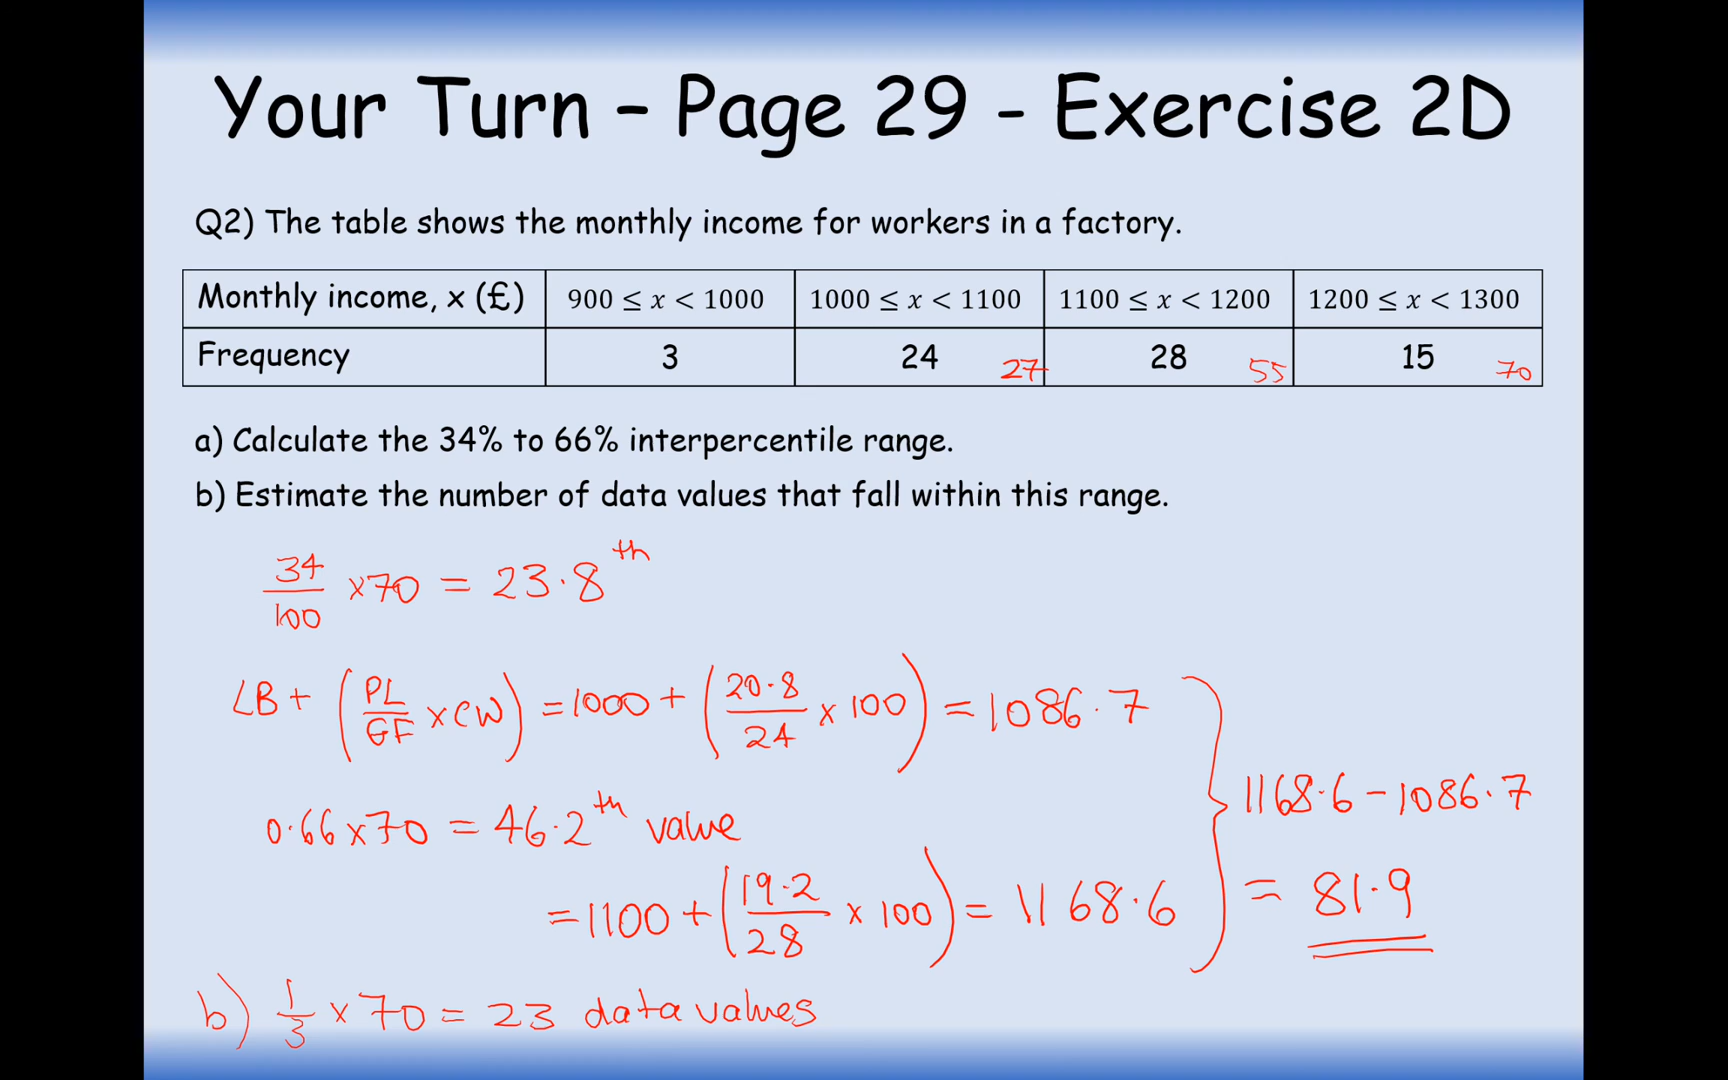 Your Turn – Page 29 - Exercise 2D
Q2) The table shows the monthly income for workers in a factory.
Monthly income, x (£) 900 ≤ x < 1000 1000 ≤ x < 1100 1100 ≤ x < 1200 1200 ≤ x < 1300
Frequency 3 24 27 28 55 15 70
a) Calculate the 34% to 66% interpercentile range.
b) Estimate the number of data values that fall within this range.
34/100 × 70 = 23.8th
LB + (PL/GF × CW) = 1000 + (20.8/24 × 100) = 1086.7
1168.6 - 1086.7
0.66 × 70 = 46.2th value
= 1100 + (19.2/28 × 100) = 1168.6
= 81.9
b) 1/3 × 70 = 23 data values